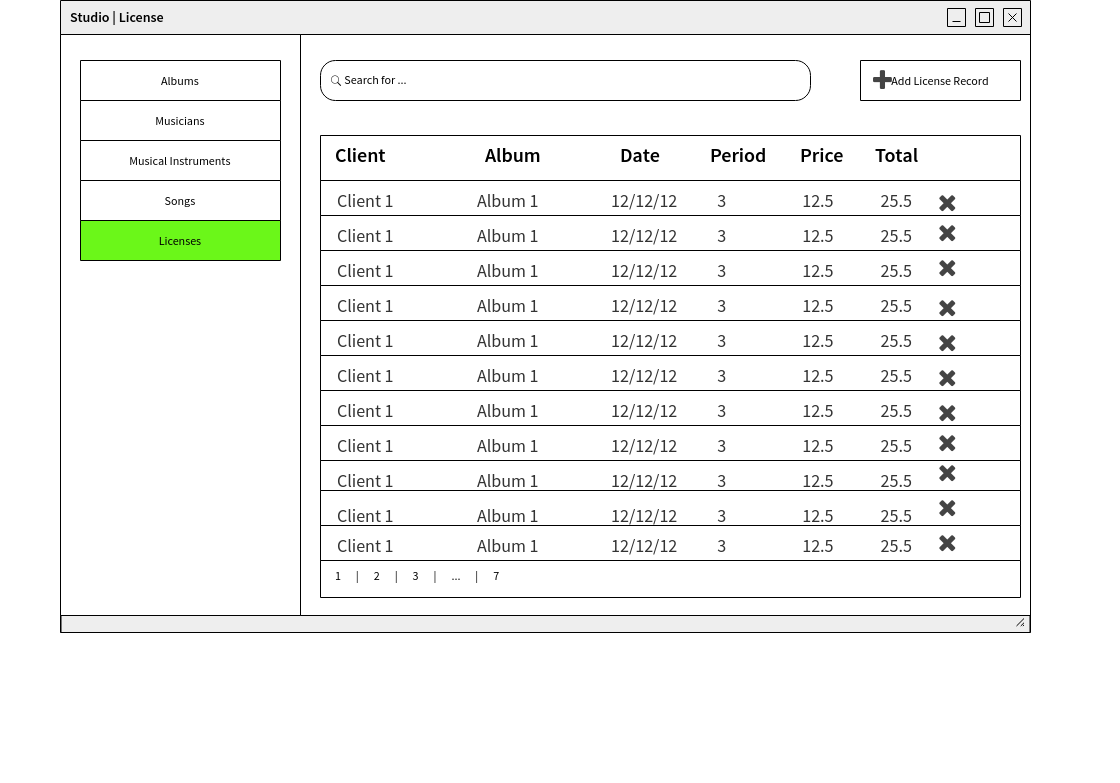 Studio | License
Albums
Musicians
Musical Instruments
Songs
Licenses
Search for ...
Add License Record
Client Album Date Period Price Total
Client 1 Album 1 12/12/12 3 12.5 25.5
Client 1 Album 1 12/12/12 3 12.5 25.5
Client 1 Album 1 12/12/12 3 12.5 25.5
Client 1 Album 1 12/12/12 3 12.5 25.5
Client 1 Album 1 12/12/12 3 12.5 25.5
Client 1 Album 1 12/12/12 3 12.5 25.5
Client 1 Album 1 12/12/12 3 12.5 25.5
Client 1 Album 1 12/12/12 3 12.5 25.5
Client 1 Album 1 12/12/12 3 12.5 25.5
Client 1 Album 1 12/12/12 3 12.5 25.5
Client 1 Album 1 12/12/12 3 12.5 25.5
1 | 2 | 3 | ... | 7